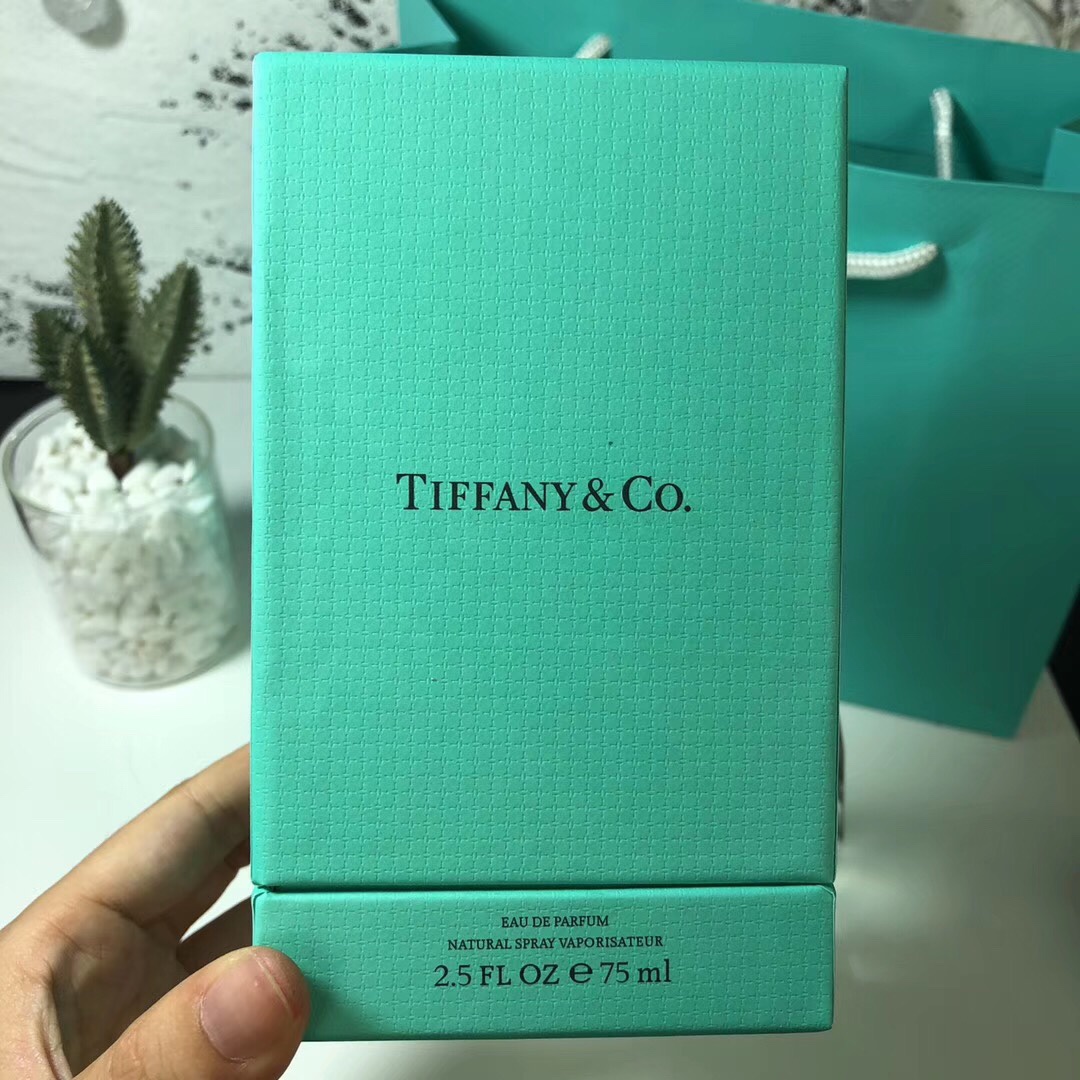 TIFFANY & CO.
EAU DE PARFUM
NATURAL SPRAY VAPORISATEUR
2.5 FL OZ ℮ 75 ml